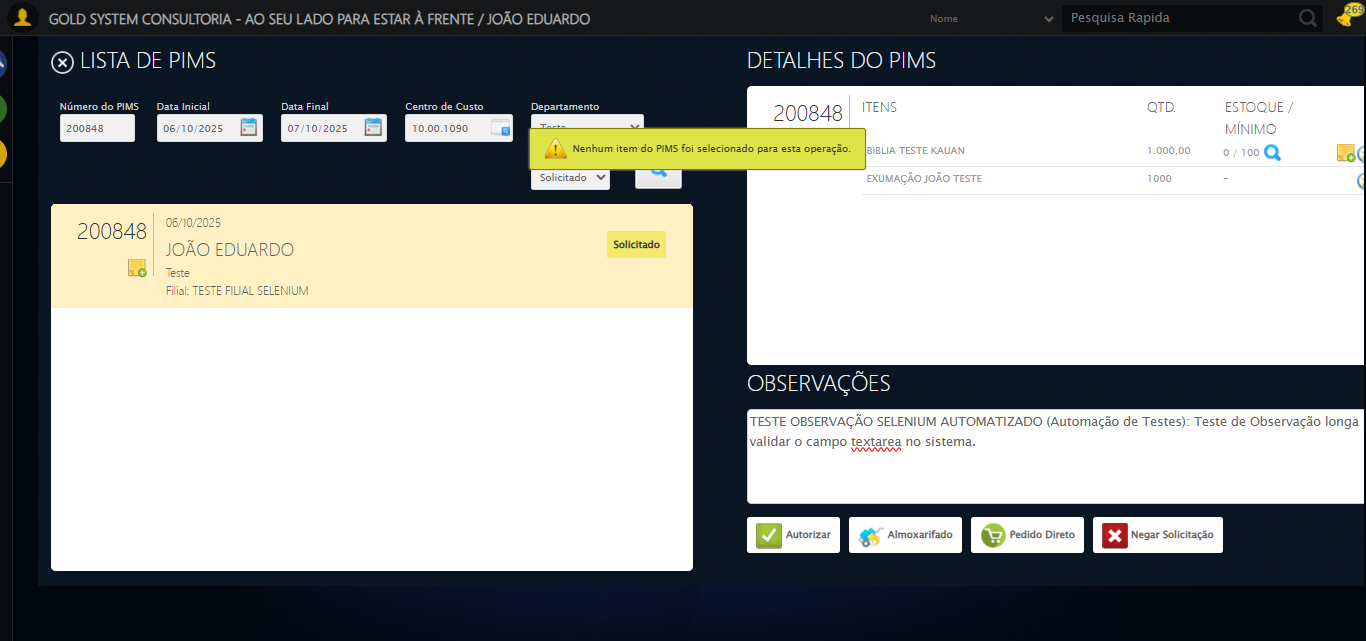 GOLD SYSTEM CONSULTORIA - AO SEU LADO PARA ESTAR À FRENTE / JOÃO EDUARDO
Nome
Pesquisa Rapida
269
LISTA DE PIMS
Número do PIMS
Data Inicial
Data Final
Centro de Custo
Departamento
200848
06/10/2025
07/10/2025
10.00.1090
Teste
Nenhum item do PIMS foi selecionado para esta operação.
Solicitado
200848
06/10/2025
JOÃO EDUARDO
Teste
Filial: TESTE FILIAL SELENIUM
Solicitado
DETALHES DO PIMS
200848
ITENS
QTD.
ESTOQUE /
MÍNIMO
BIBLIA TESTE KAUAN
1.000,00
0 / 100
EXUMAÇÃO JOÃO TESTE
1000
–
OBSERVAÇÕES
TESTE OBSERVAÇÃO SELENIUM AUTOMATIZADO (Automação de Testes): Teste de Observação longa
validar o campo textarea no sistema.
Autorizar
Almoxarifado
Pedido Direto
Negar Solicitação